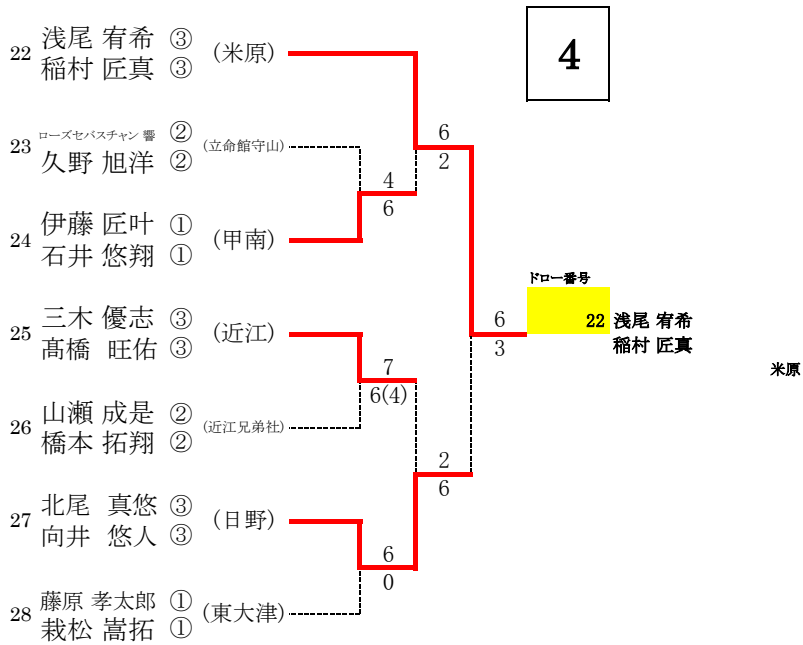 4
22 浅尾 宥希 ③ (米原)
稲村 匠真 ③
23 ローズセバスチャン 響 ② (立命館守山)
久野 旭洋 ②
24 伊藤 匠叶 ① (甲南)
石井 悠翔 ①
25 三木 優志 ③ (近江)
髙橋 旺佑 ③
26 山瀬 成是 ② (近江兄弟社)
橋本 拓翔 ②
27 北尾 真悠 ③ (日野)
向井 悠人 ③
28 藤原 孝太郎 ① (東大津)
栽松 嵩拓 ①
4
6
7
6(4)
6
0
6
2
2
6
6
3
ドロー番号
22 浅尾 宥希
稲村 匠真
米原